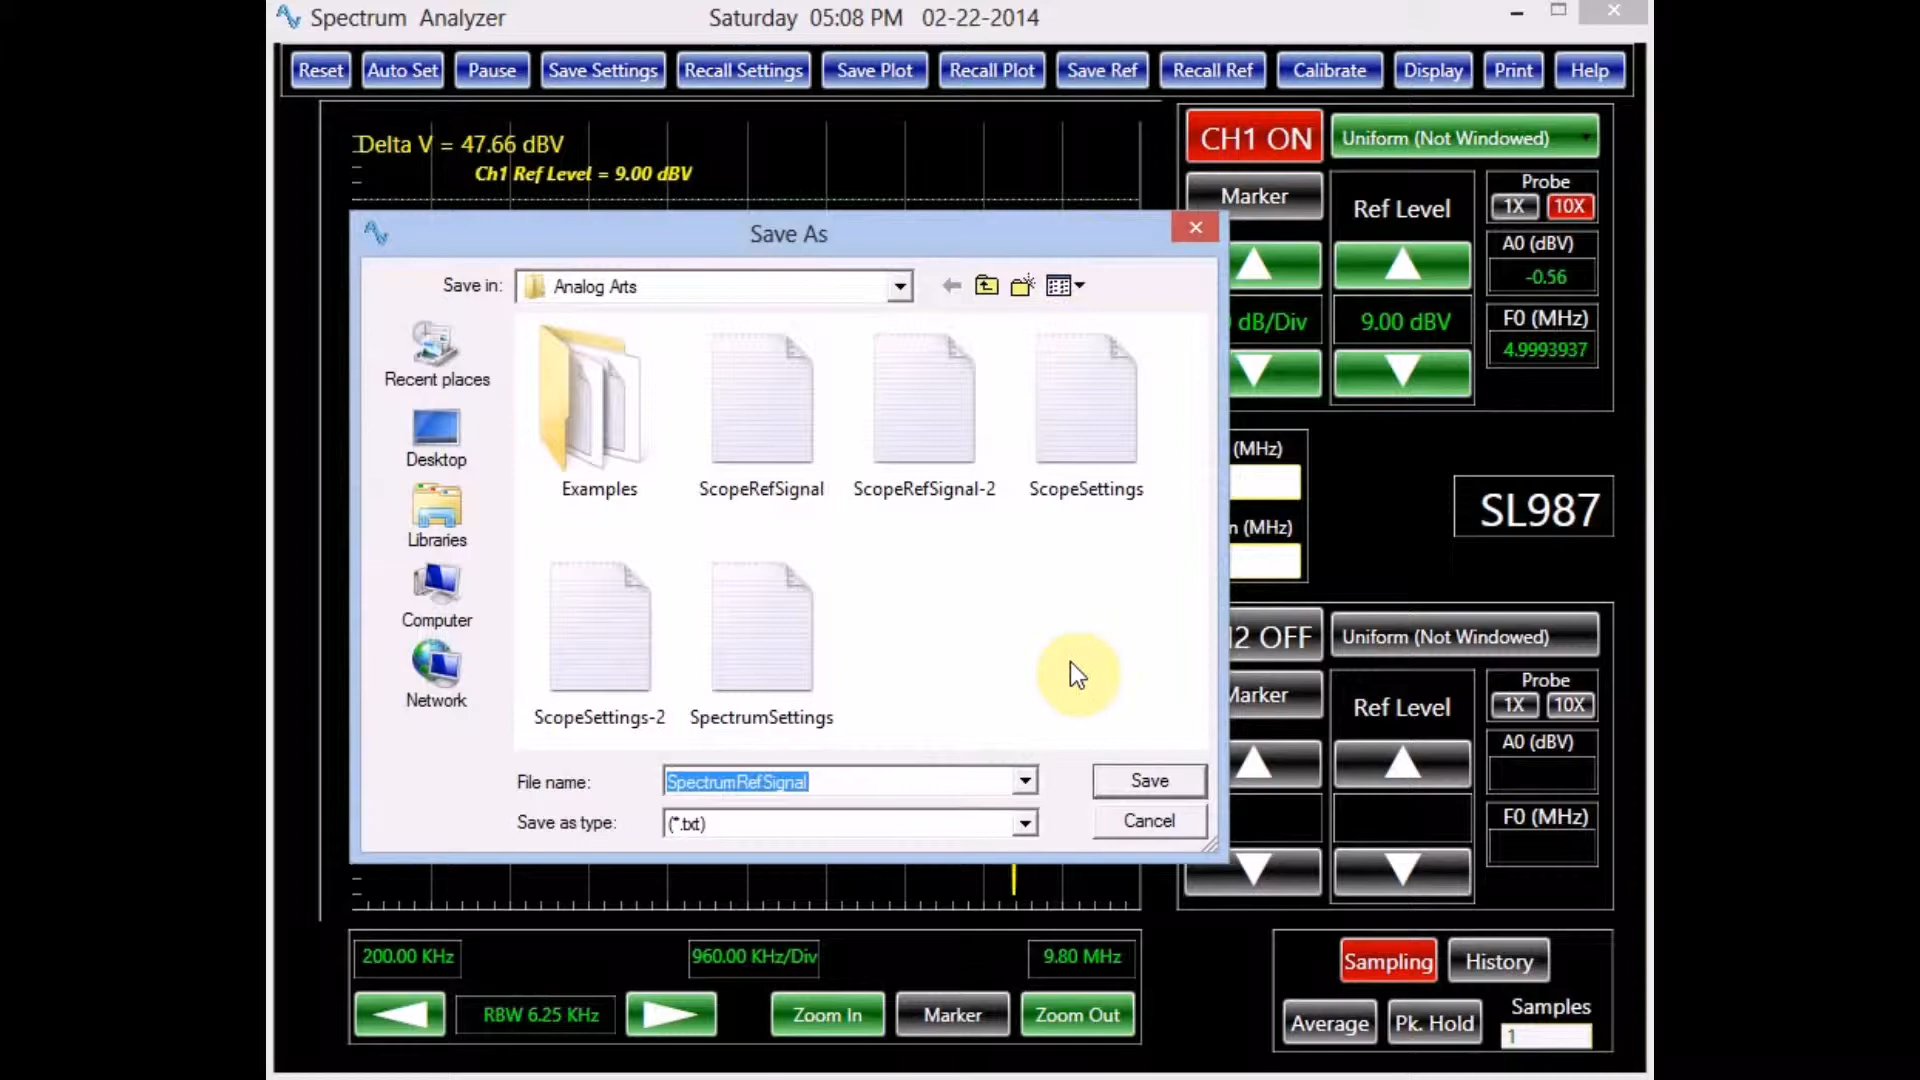 Spectrum Analyzer
Saturday 05:08 PM 02-22-2014
Reset Auto Set Pause Save Settings Recall Settings Save Plot Recall Plot Save Ref Recall Ref Calibrate Display Print Help
Delta V = 47.66 dBV
Ch1 Ref Level = 9.00 dBV
CH1 ON
Uniform (Not Windowed)
Marker
Ref Level
Probe
1X 10X
A0 (dBV)
-0.56
dB/Div
9.00 dBV
F0 (MHz)
4.9993937
Save As
Save in:
Analog Arts
Recent places
Desktop
Libraries
Computer
Network
Examples
ScopeRefSignal
ScopeRefSignal-2
ScopeSettings
ScopeSettings-2
SpectrumSettings
File name:
SpectrumRefSignal
Save
Save as type:
(*.txt)
Cancel
(MHz)
(MHz)
SL987
2 OFF
Uniform (Not Windowed)
Marker
Ref Level
Probe
1X 10X
A0 (dBV)
F0 (MHz)
200.00 KHz
960.00 KHz/Div
9.80 MHz
RBW 6.25 KHz
Zoom In
Marker
Zoom Out
Sampling
History
Average
Pk. Hold
Samples
1